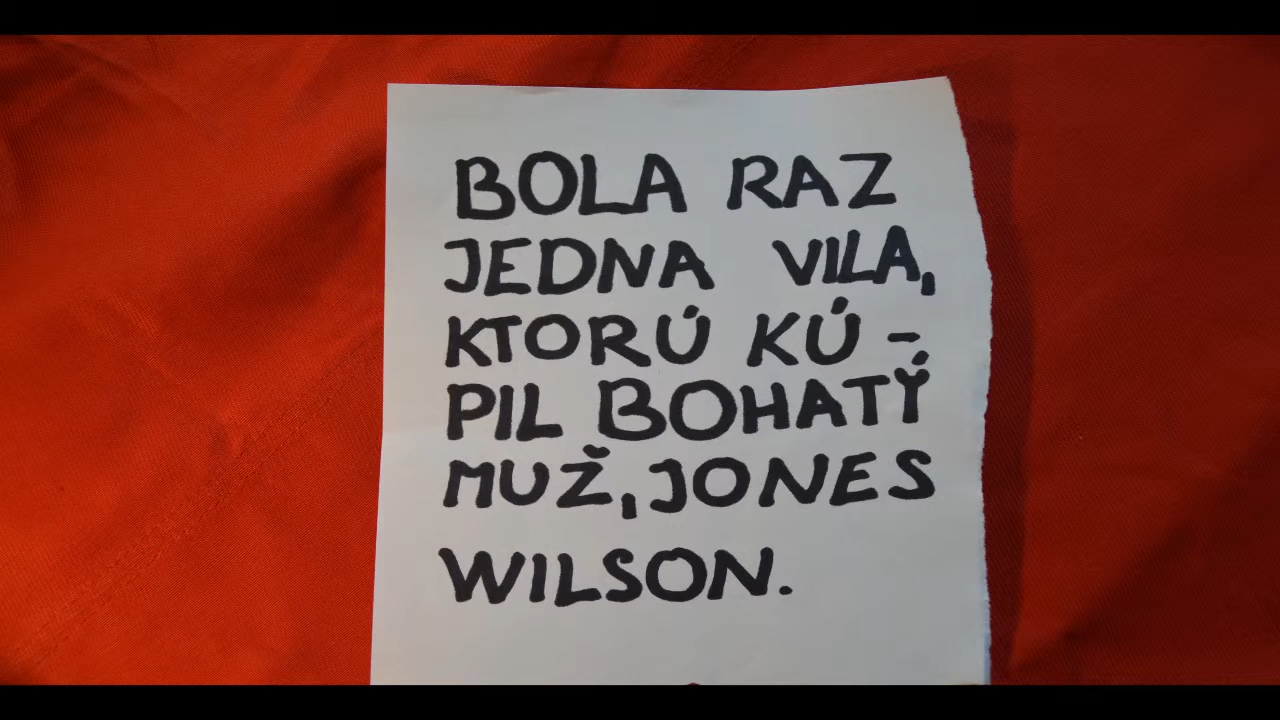 BOLA RAZ
JEDNA VILA,
KTORÚ KÚ-
PIL BOHATÝ
MUŽ, JONES
WILSON.